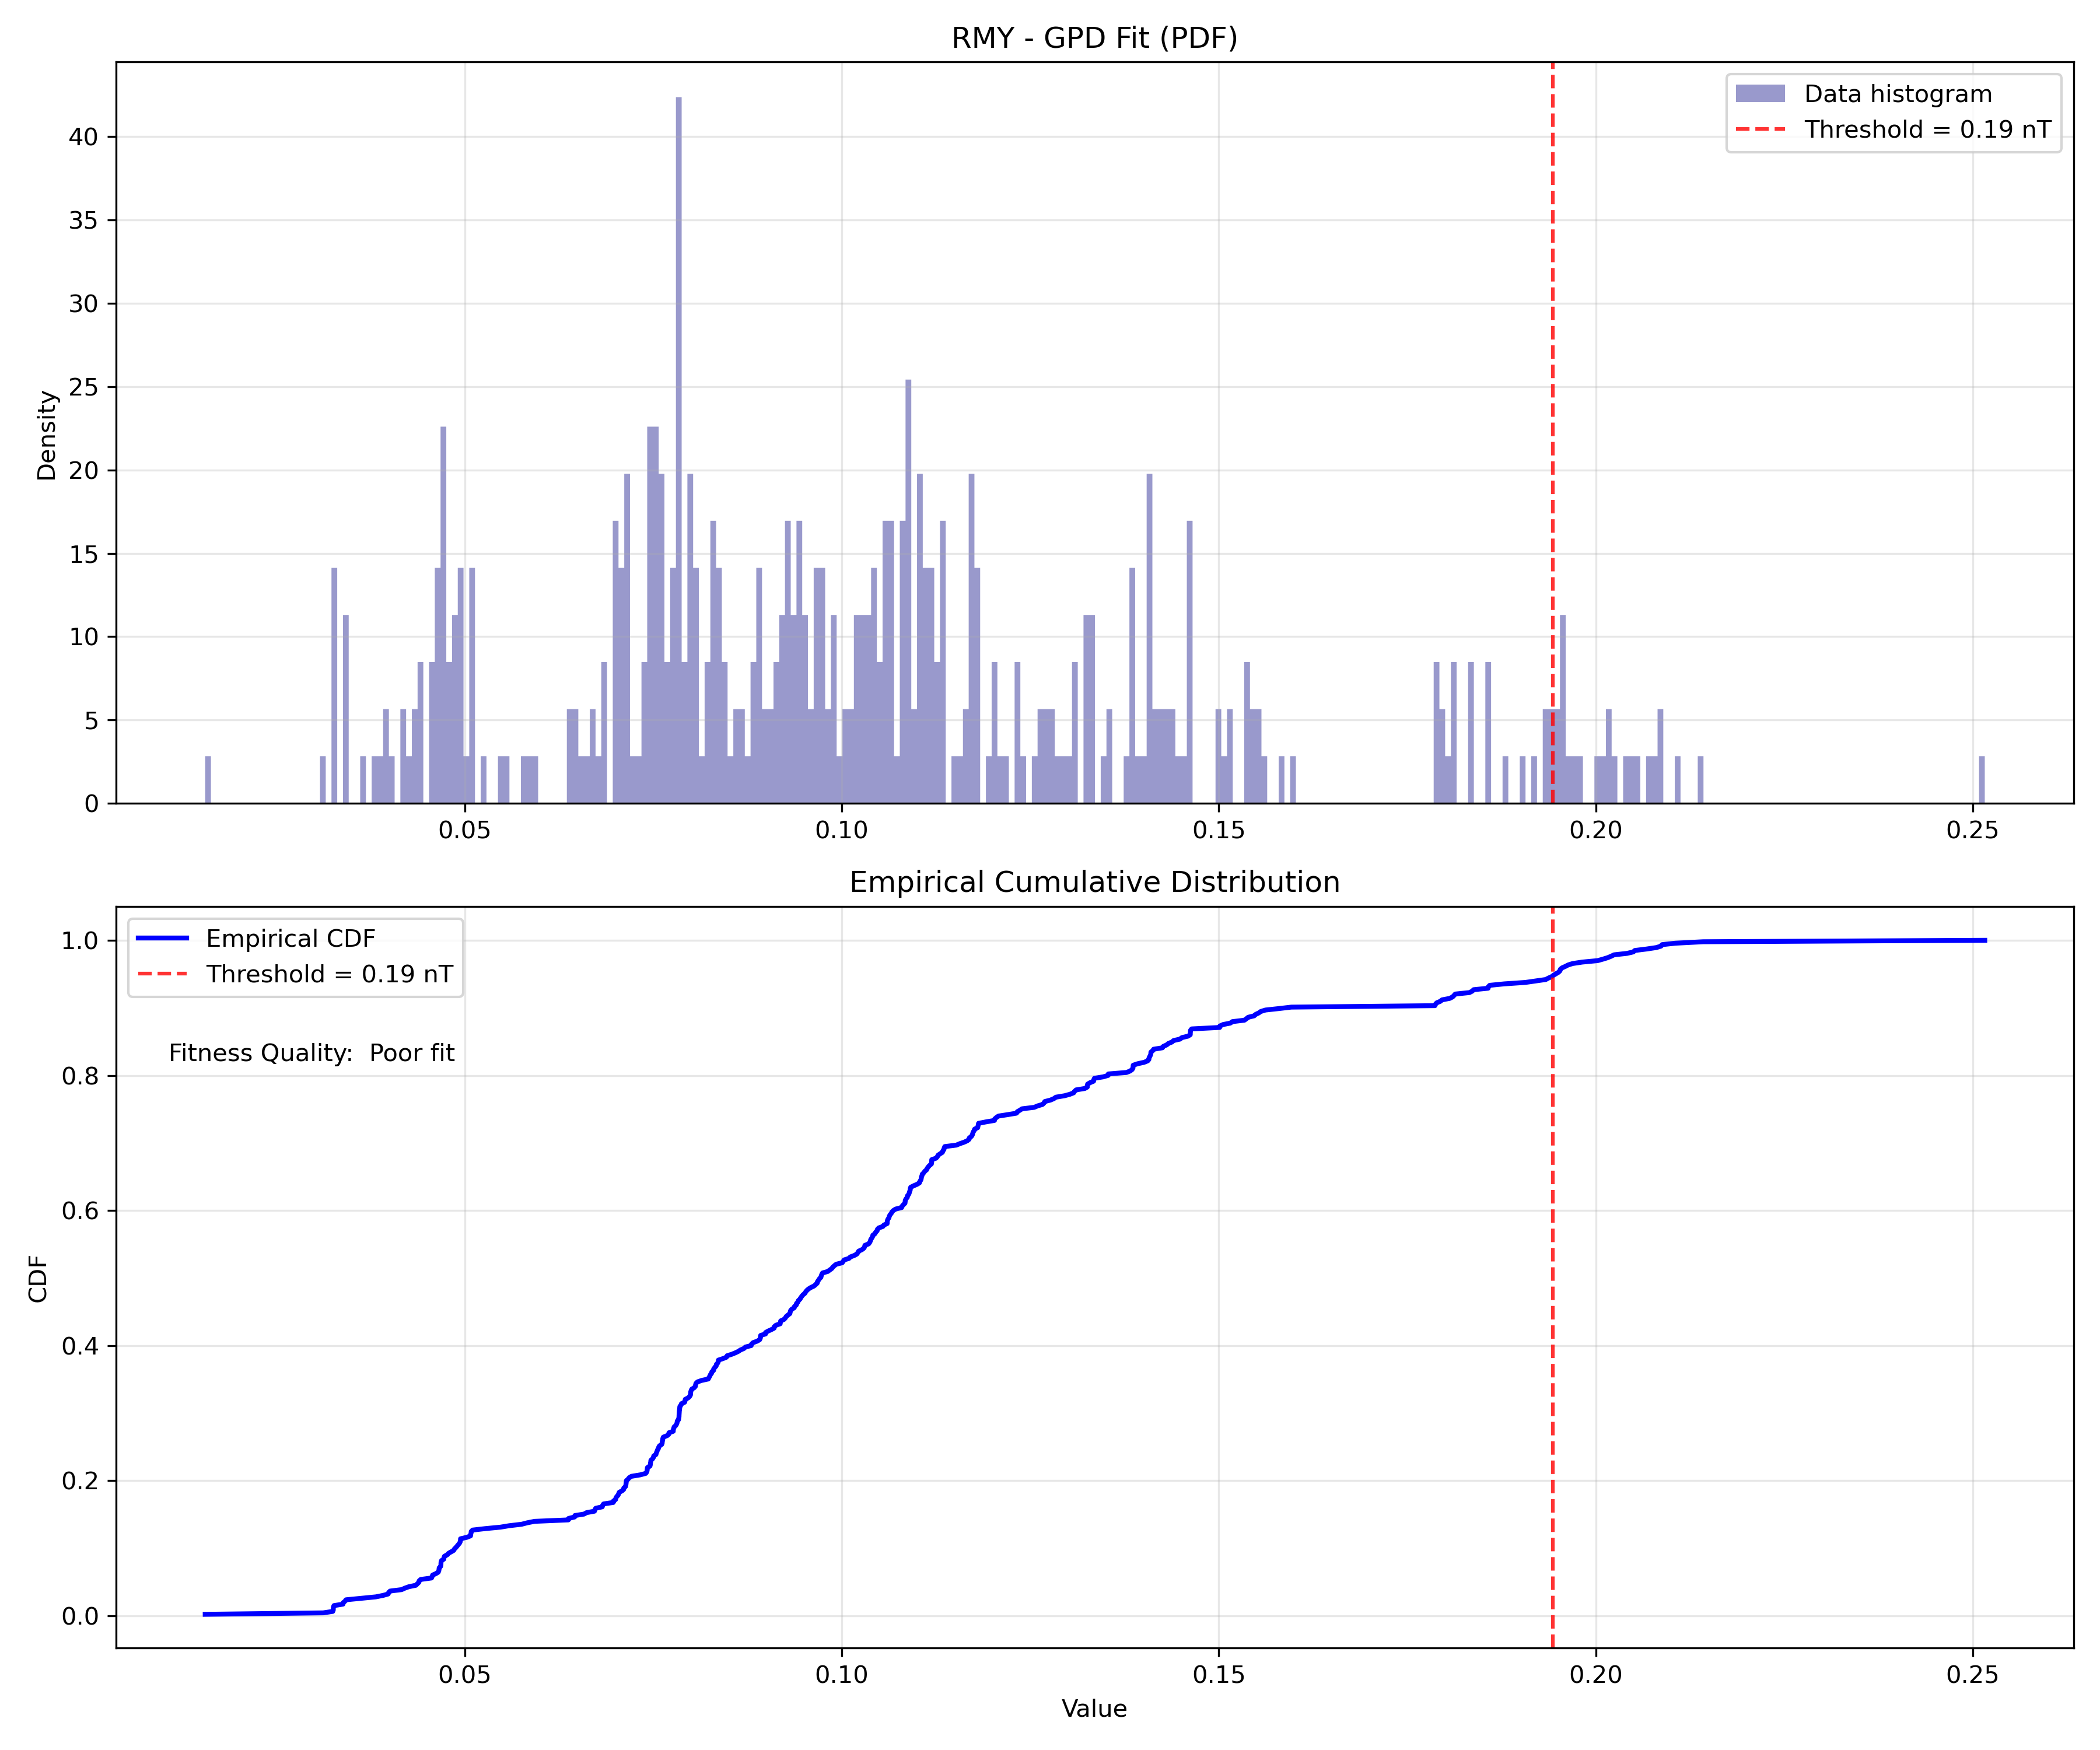 RMY - GPD Fit (PDF)
Data histogram
Threshold = 0.19 nT
Density
40
35
30
25
20
15
10
5
0
0.05 0.10 0.15 0.20 0.25
Empirical Cumulative Distribution
Empirical CDF
Threshold = 0.19 nT
Fitness Quality:  Poor fit
CDF
1.0
0.8
0.6
0.4
0.2
0.0
0.05 0.10 0.15 0.20 0.25
Value